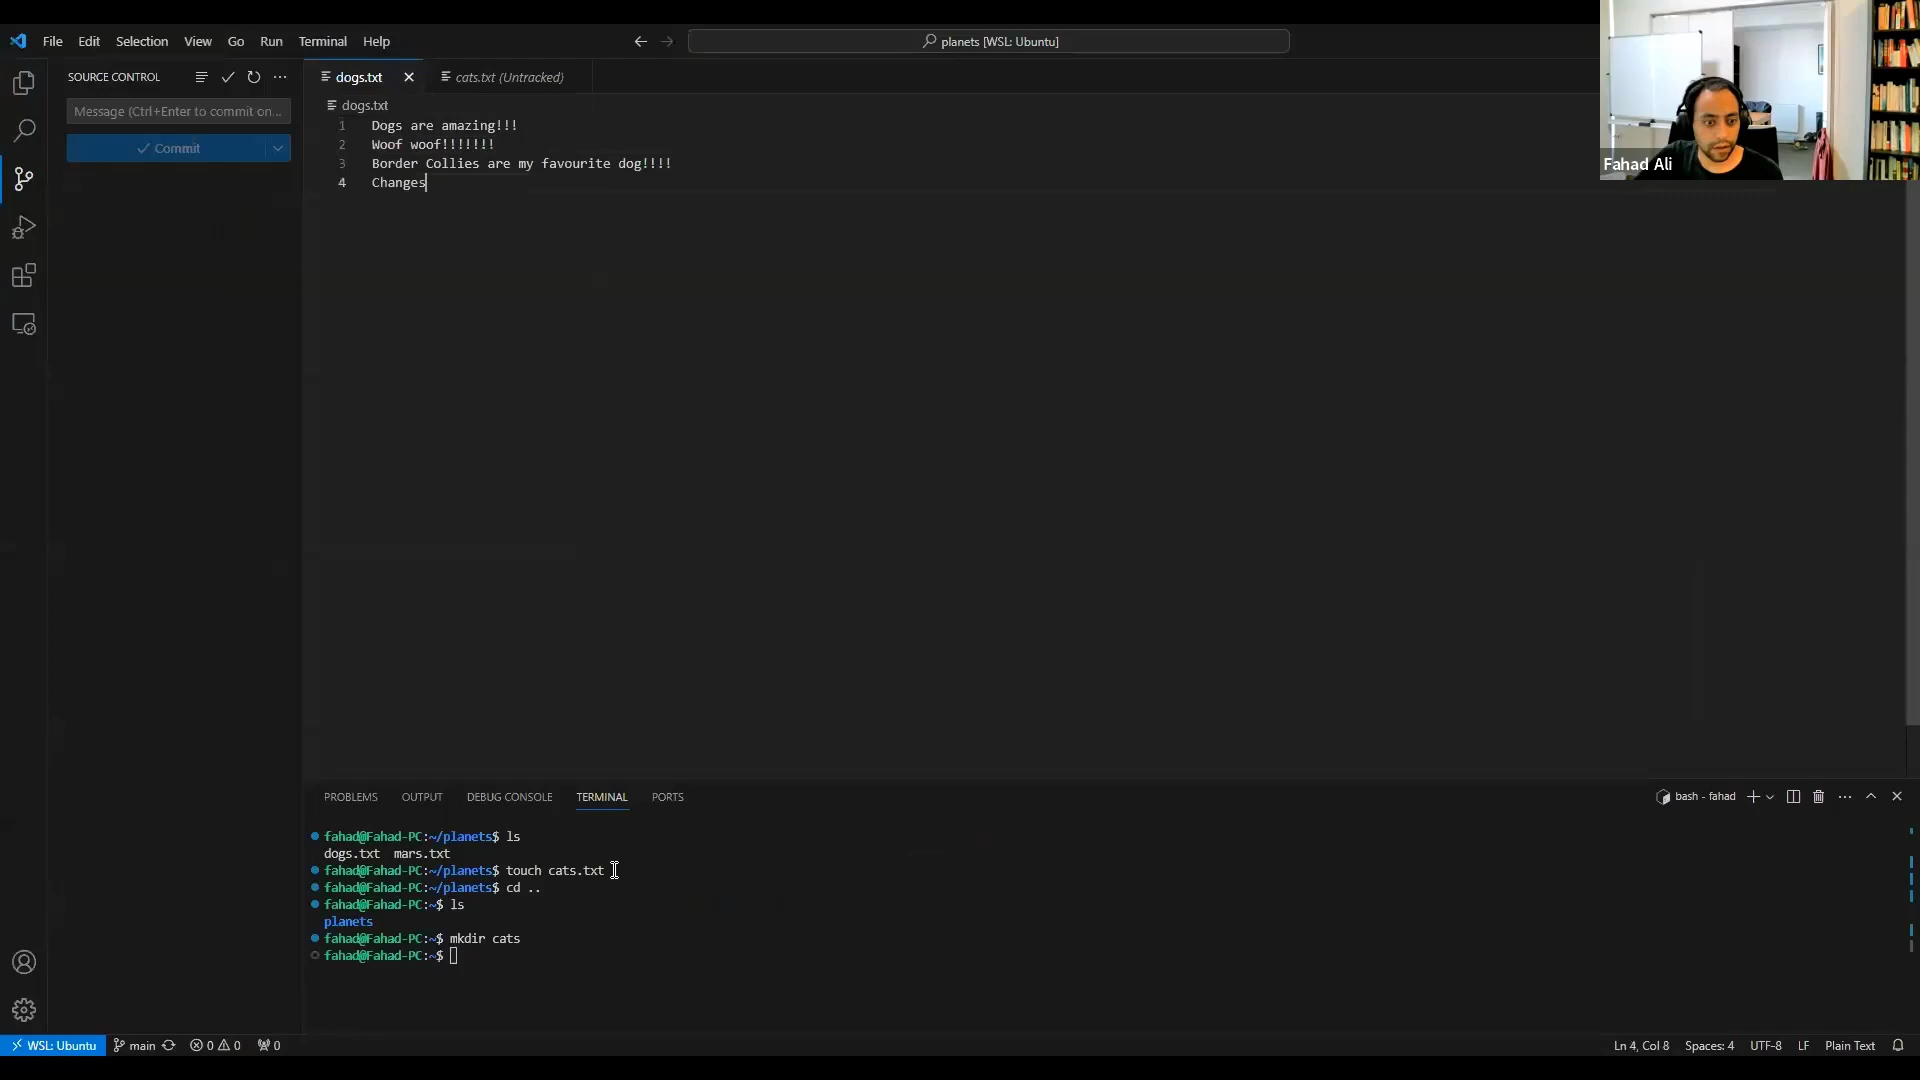 File Edit Selection View Go Run Terminal Help
planets [WSL: Ubuntu]
SOURCE CONTROL
Message (Ctrl+Enter to commit on...
Commit
dogs.txt
cats.txt (Untracked)
dogs.txt
1 Dogs are amazing!!!
2 Woof woof!!!!!!!
3 Border Collies are my favourite dog!!!!
4 Changes
Fahad Ali
PROBLEMS OUTPUT DEBUG CONSOLE TERMINAL PORTS
bash - fahad
fahad@Fahad-PC:~/planets$ ls
dogs.txt mars.txt
fahad@Fahad-PC:~/planets$ touch cats.txt
fahad@Fahad-PC:~/planets$ cd ..
fahad@Fahad-PC:~$ ls
planets
fahad@Fahad-PC:~$ mkdir cats
fahad@Fahad-PC:~$
WSL: Ubuntu main 0 0 0
Ln 4, Col 8 Spaces: 4 UTF-8 LF Plain Text